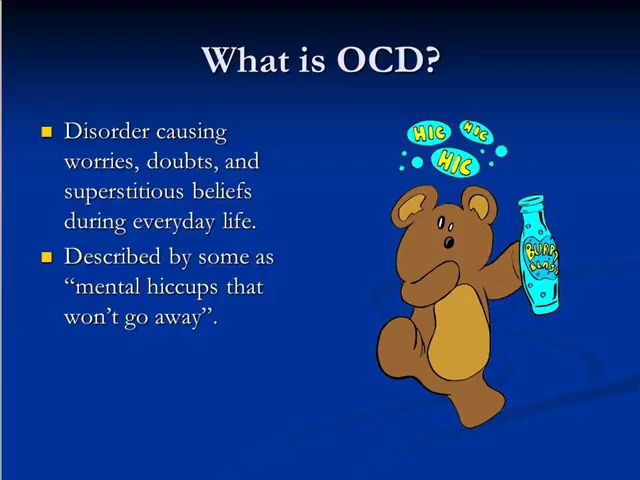 What is OCD?
Disorder causing
worries, doubts, and
superstitious beliefs
during everyday life.
Described by some as
“mental hiccups that
won’t go away”.
HIC
HIC
HIC
BURPY